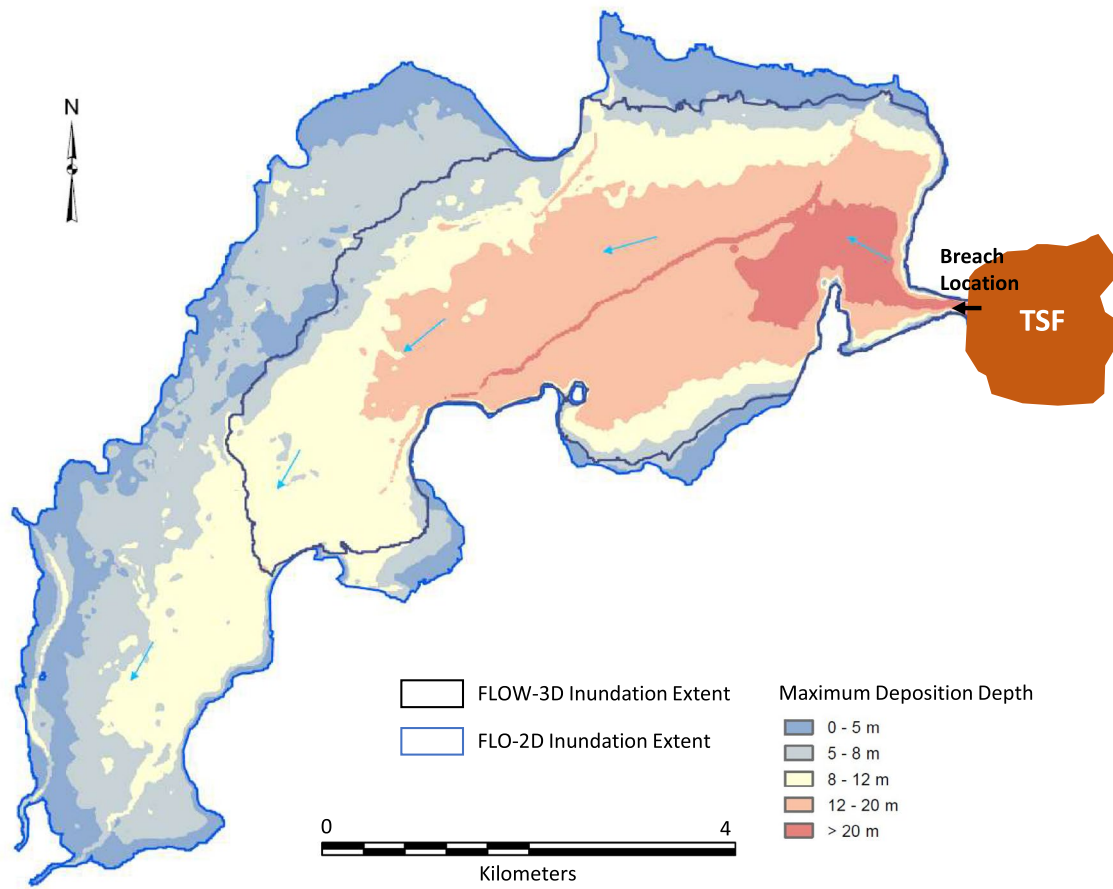 N
Breach
Location
TSF
FLOW-3D Inundation Extent
FLO-2D Inundation Extent
Maximum Deposition Depth
0 - 5 m
5 - 8 m
8 - 12 m
12 - 20 m
> 20 m
0 4
Kilometers